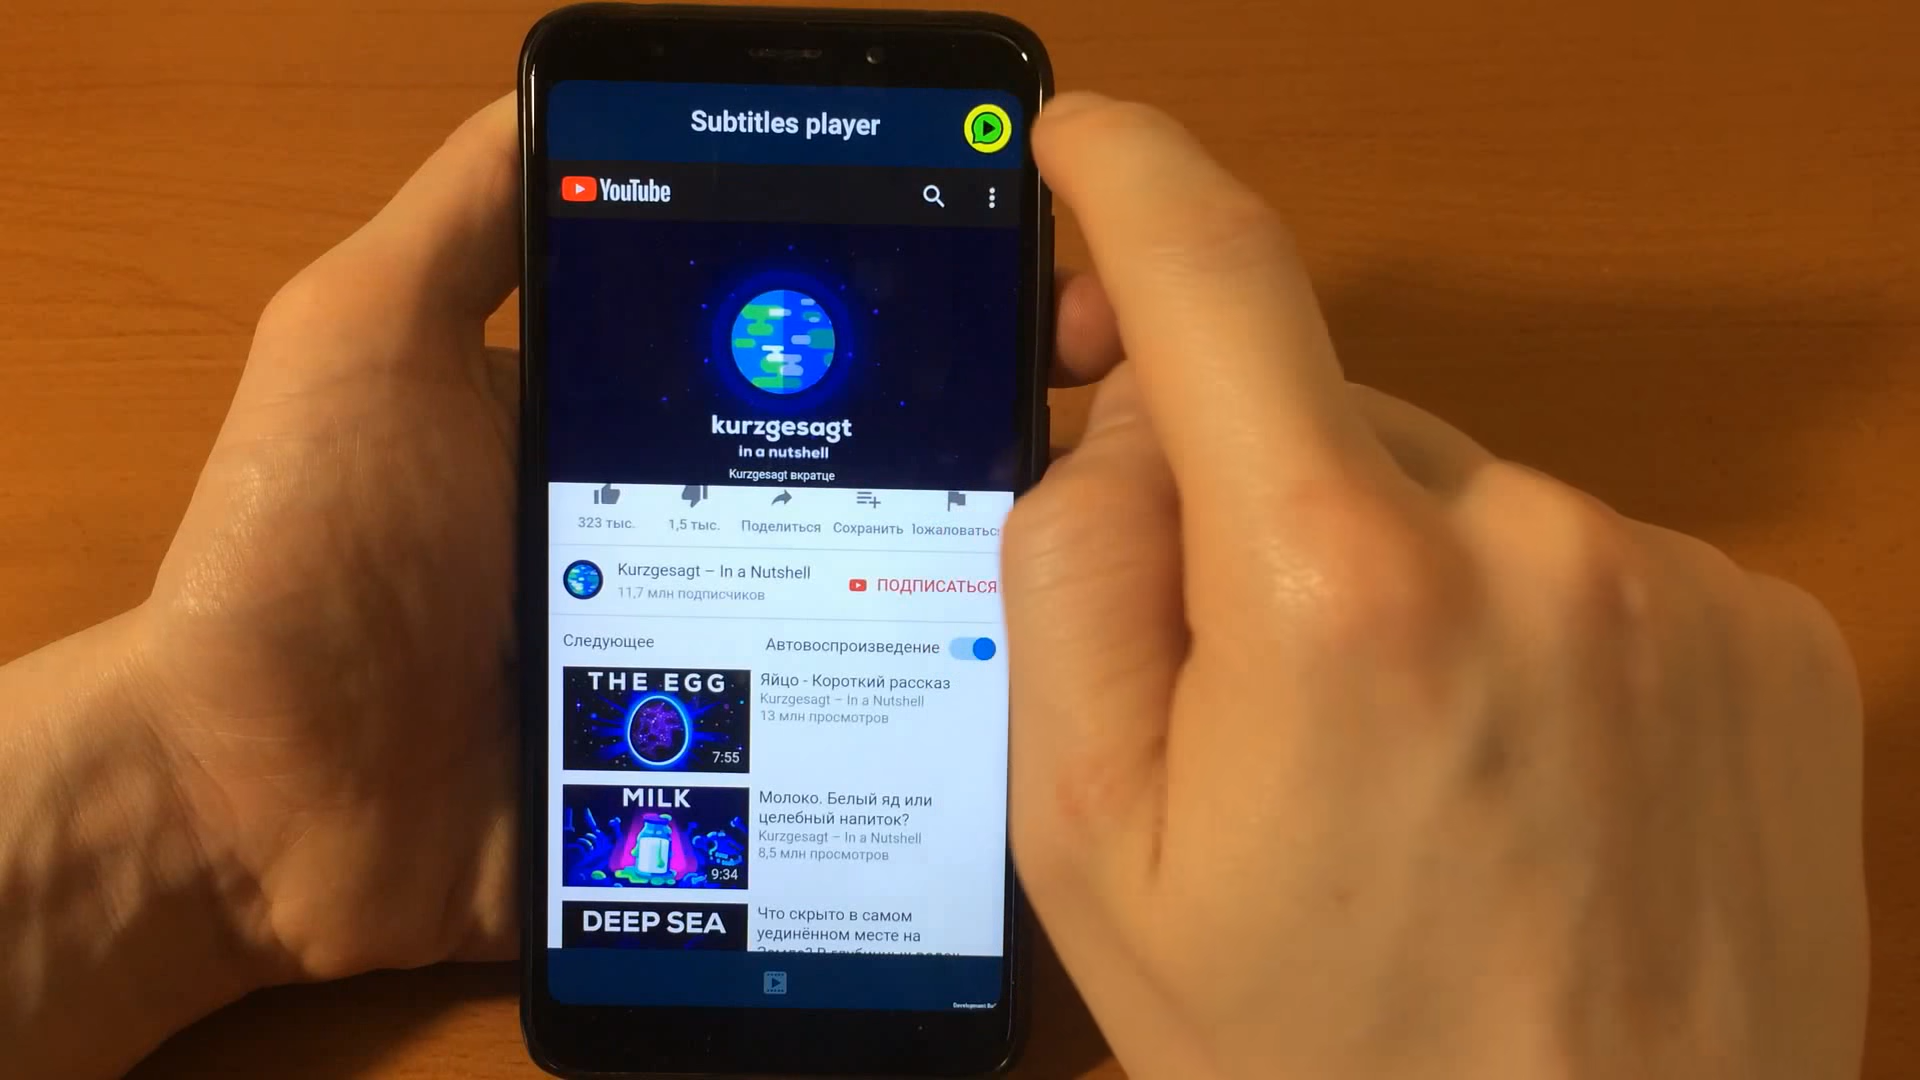 Subtitles player
YouTube
kurzgesagt
in a nutshell
Kurzgesagt вкратце
323 тыс.
1,5 тыс.
Поделиться
Сохранить
Пожаловаться
Kurzgesagt – In a Nutshell
11,7 млн подписчиков
ПОДПИСАТЬСЯ
Следующее
Автовоспроизведение
THE EGG
7:55
Яйцо - Короткий рассказ
Kurzgesagt – In a Nutshell
13 млн просмотров
MILK
9:34
Молоко. Белый яд или
целебный напиток?
Kurzgesagt – In a Nutshell
8,5 млн просмотров
DEEP SEA
Что скрыто в самом
уединённом месте на
Development